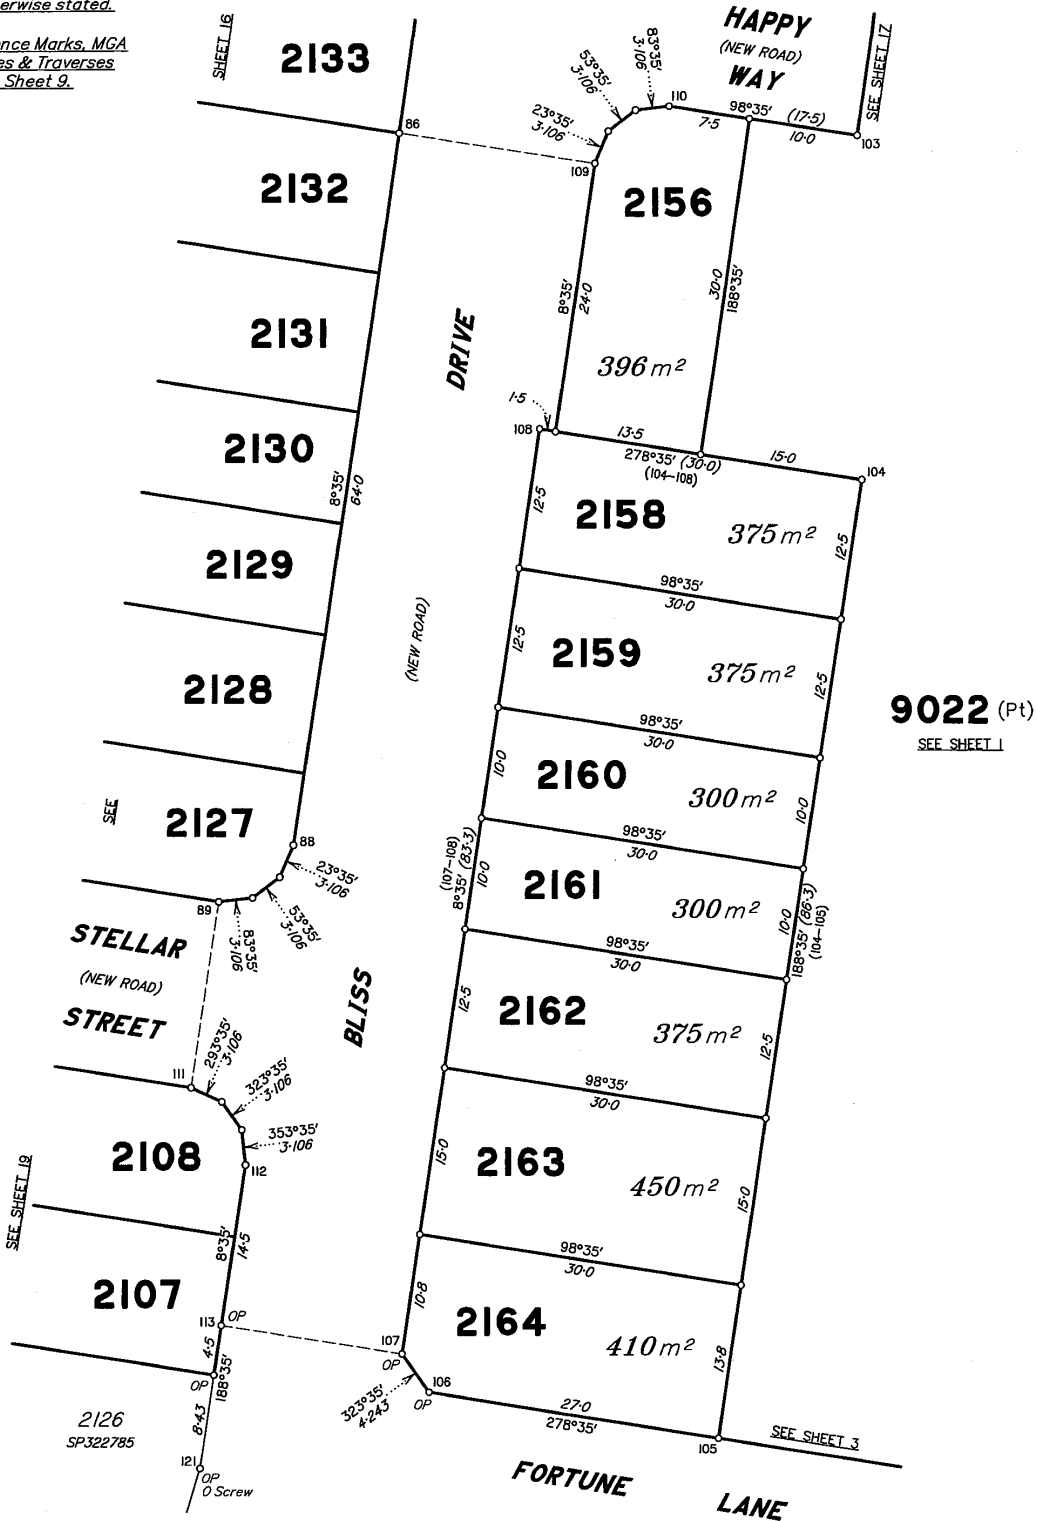 erwise stated.
nce Marks, MGA
es & Traverses
Sheet 9.
SHEET 16
2133
HAPPY
(NEW ROAD)
WAY
SEE SHEET 17
83°35'
3·106
53°35'
3·106
23°35'
3·106
110
98°35'
(17·5)
7·5
10·0
103
86
109
2132
2156
8°35'
24·0
30·0
188°35'
2131
DRIVE
396 m²
1·5
108
13·5
278°35' (30·0)
(104–108)
15·0
104
2130
8°35'
64·0
12·5
2158
375 m²
12·5
2129
98°35'
30·0
(NEW ROAD)
12·5
2159
375 m²
12·5
2128
9022 (Pt)
SEE SHEET 1
98°35'
30·0
10·0
2160
300 m²
10·0
SEE
2127
88
98°35'
30·0
(107–108)
8°35' (83·3)
10·0
2161
300 m²
10·0
188°35' (86·3)
(104–105)
23°35'
3·106
53°35'
3·106
83°35'
3·106
89
STELLAR
(NEW ROAD)
STREET
98°35'
30·0
BLISS
12·5
2162
375 m²
12·5
293°35'
3·106
323°35'
3·106
353°35'
3·106
111
112
98°35'
30·0
2108
15·0
2163
450 m²
15·0
SEE SHEET 19
8°35'
14·5
98°35'
30·0
2107
113
OP
10·8
2164
410 m²
13·8
107
OP
4·5
188°35'
OP
106
OP
323°35'
4·243
27·0
278°35'
105
SEE SHEET 3
2126
SP322785
8·43
121
OP
O Screw
FORTUNE LANE